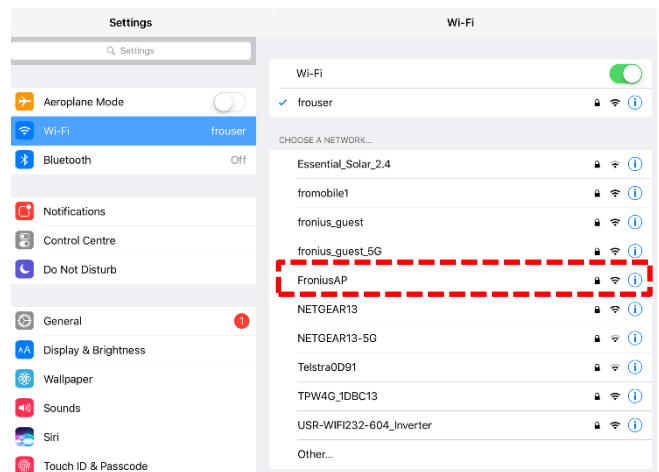 Settings
Settings
Aeroplane Mode
Wi-Fi frouser
Bluetooth Off
Notifications
Control Centre
Do Not Disturb
General 1
Display & Brightness
Wallpaper
Sounds
Siri
Touch ID & Passcode
Wi-Fi
Wi-Fi
frouser
CHOOSE A NETWORK...
Essential_Solar_2.4
fromobile1
fronius_guest
fronius_guest_5G
FroniusAP
NETGEAR13
NETGEAR13-5G
Telstra0D91
TPW4G_1DBC13
USR-WIFI232-604_Inverter
Other...